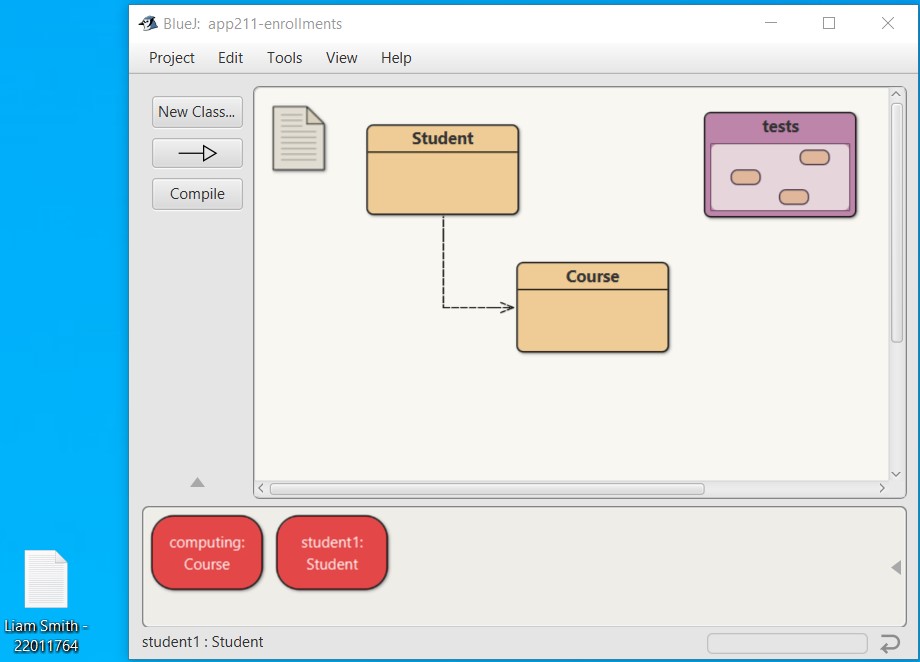 BlueJ: app211-enrollments
Project Edit Tools View Help
New Class...
Compile
Student
tests
Course
computing:
Course
student1:
Student
student1 : Student
Liam Smith -
22011764